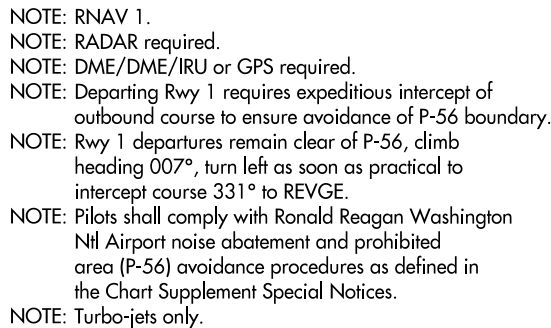 NOTE: RNAV 1.
NOTE: RADAR required.
NOTE: DME/DME/IRU or GPS required.
NOTE: Departing Rwy 1 requires expeditious intercept of
outbound course to ensure avoidance of P-56 boundary.
NOTE: Rwy 1 departures remain clear of P-56, climb
heading 007°, turn left as soon as practical to
intercept course 331° to REVGE.
NOTE: Pilots shall comply with Ronald Reagan Washington
Ntl Airport noise abatement and prohibited
area (P-56) avoidance procedures as defined in
the Chart Supplement Special Notices.
NOTE: Turbo-jets only.